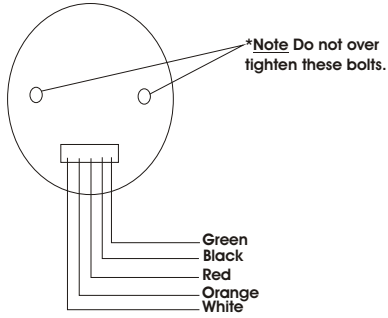 *Note Do not over
tighten these bolts.
Green
Black
Red
Orange
White